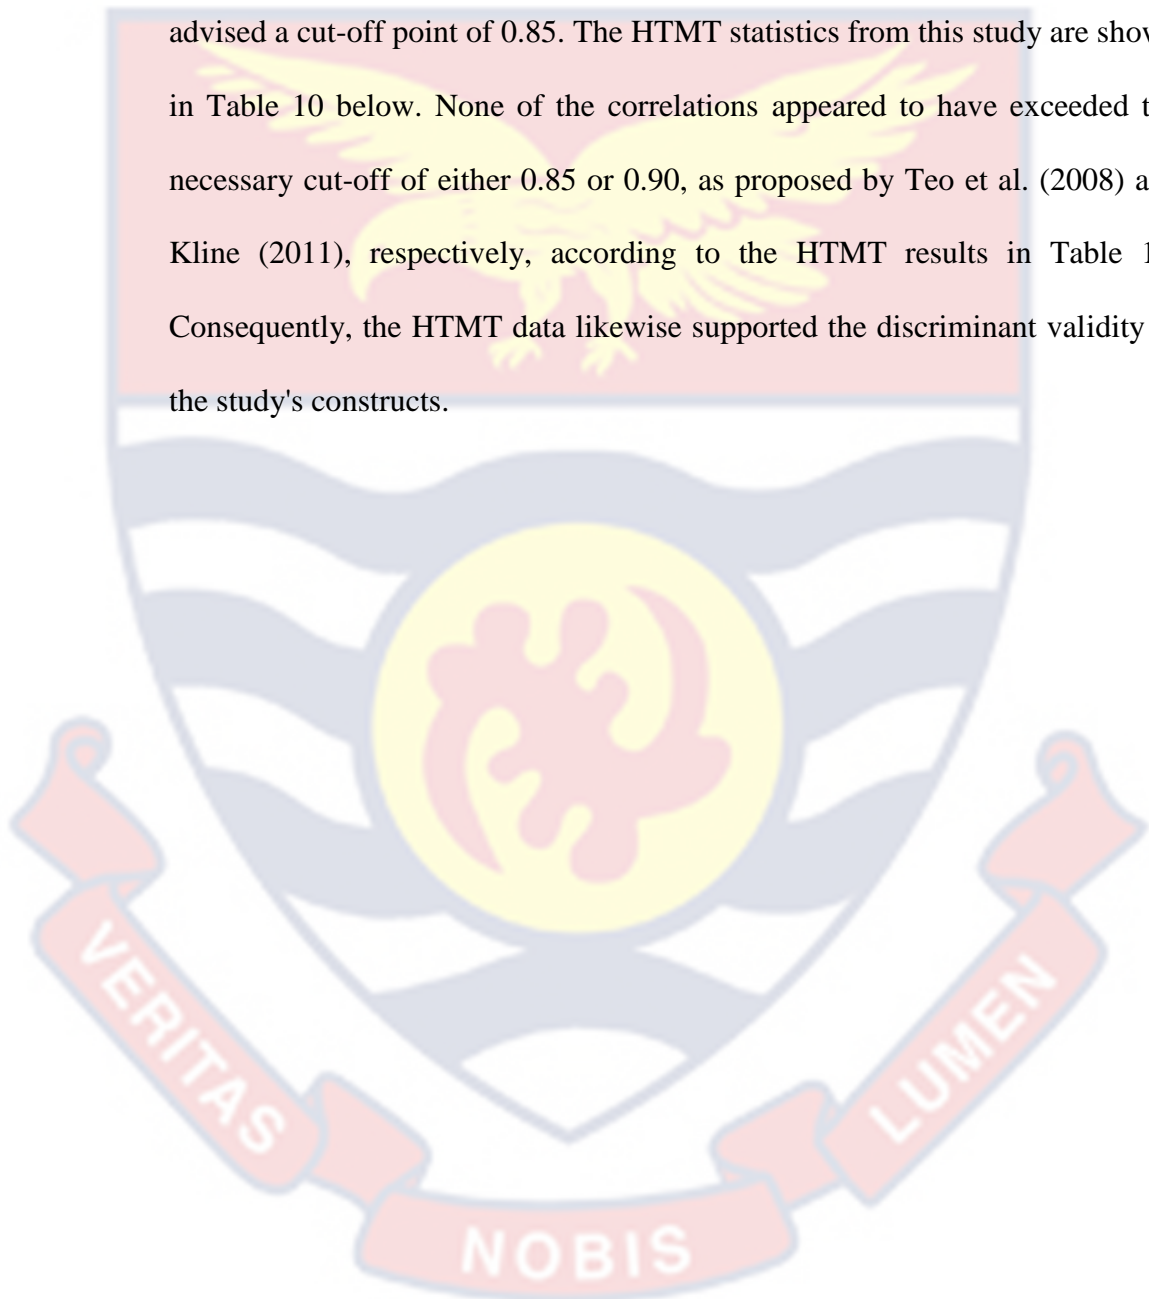 advised a cut-off point of 0.85. The HTMT statistics from this study are
in Table 10 below. None of the correlations appeared to have exceeded
necessary cut-off of either 0.85 or 0.90, as proposed by Teo et al. (2008)
Kline (2011), respectively, according to the HTMT results in Table
Consequently, the HTMT data likewise supported the discriminant validity
the study's constructs.
VERITAS
NOBIS
LUMEN